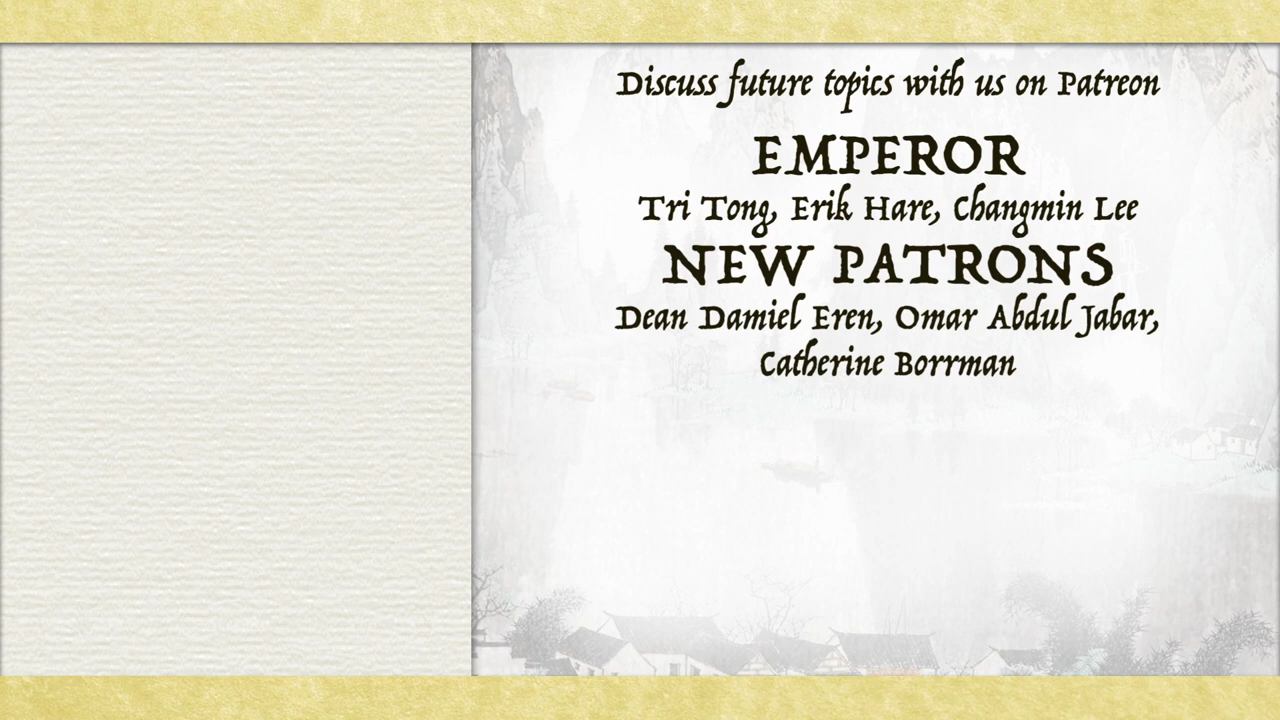 Discuss future topics with us on Patreon
EMPEROR
Tri Tong, Erik Hare, Changmin Lee
NEW PATRONS
Dean Damiel Eren, Omar Abdul Jabar,
Catherine Borrman